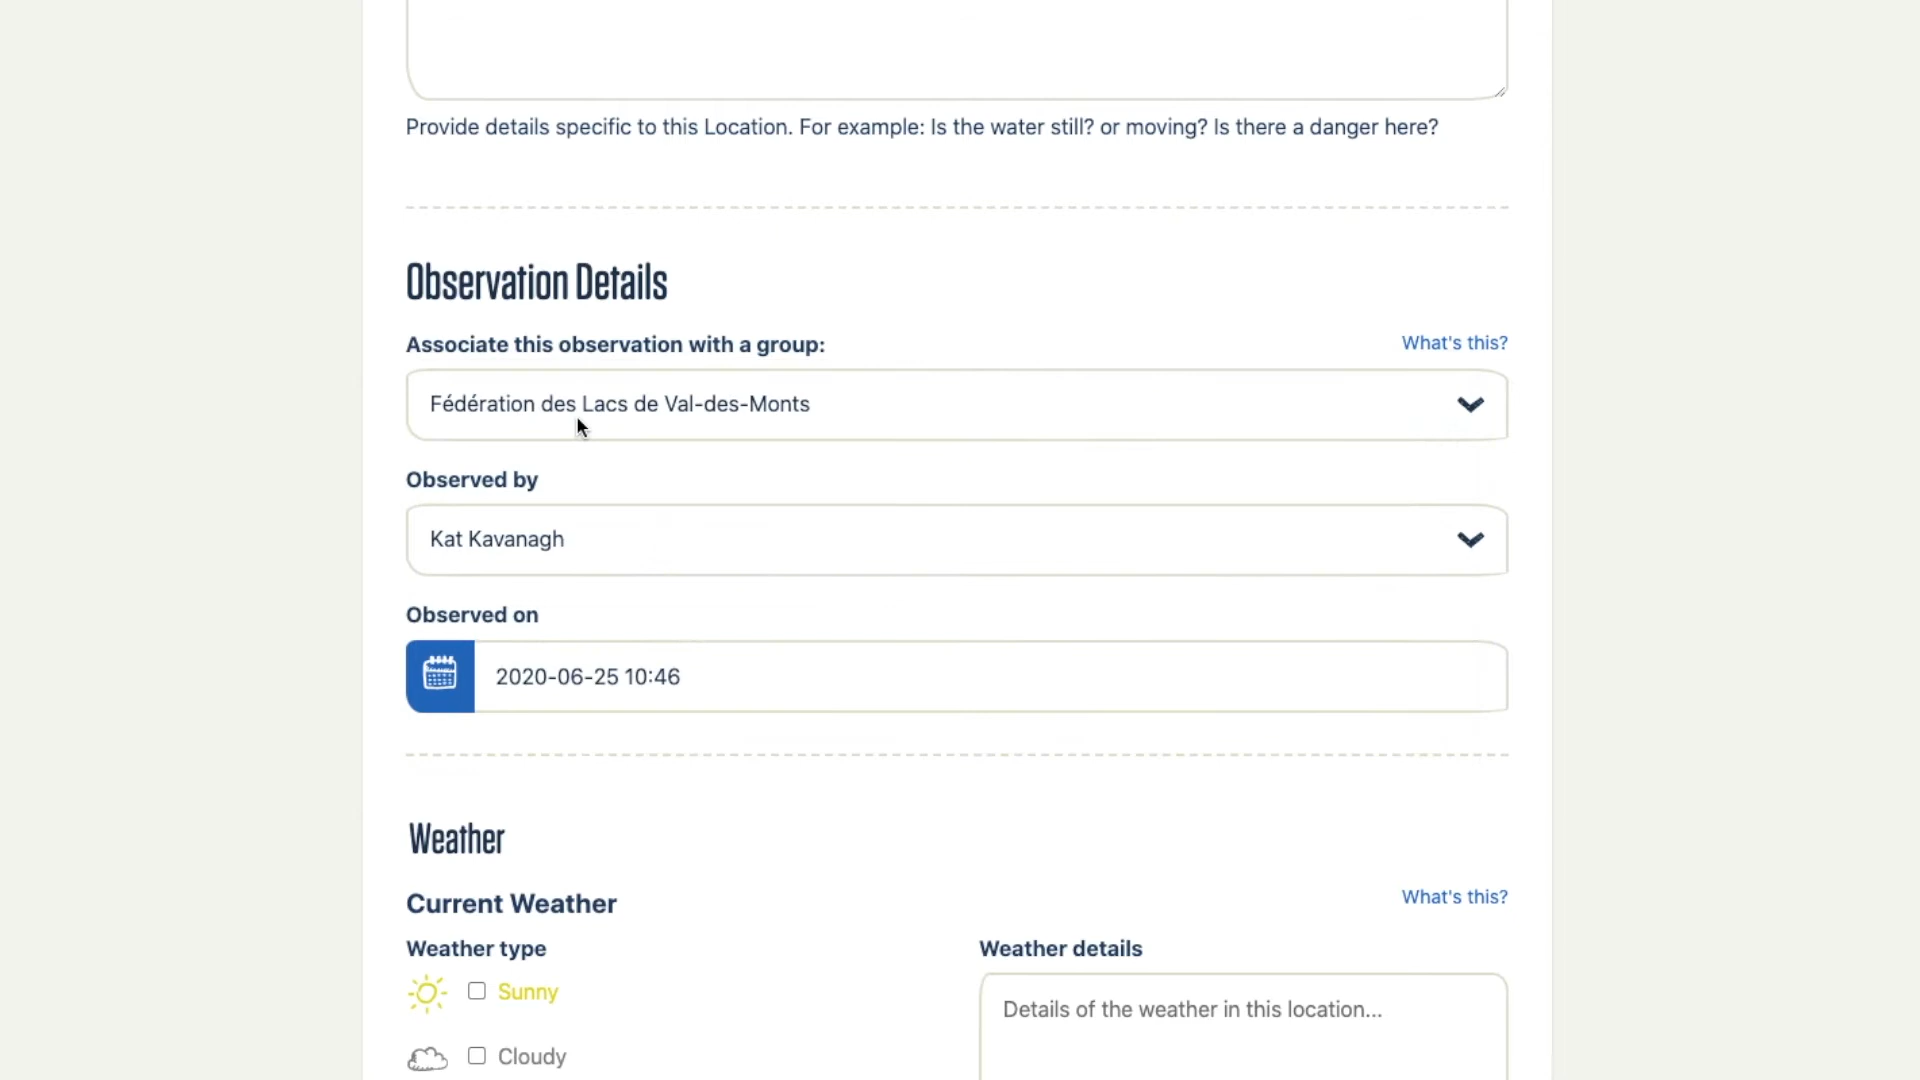 Provide details specific to this Location. For example: Is the water still? or moving? Is there a danger here?
Observation Details
Associate this observation with a group:
What's this?
Fédération des Lacs de Val-des-Monts
Observed by
Kat Kavanagh
Observed on
2020-06-25 10:46
Weather
Current Weather
What's this?
Weather type
Weather details
Sunny
Details of the weather in this location...
Cloudy